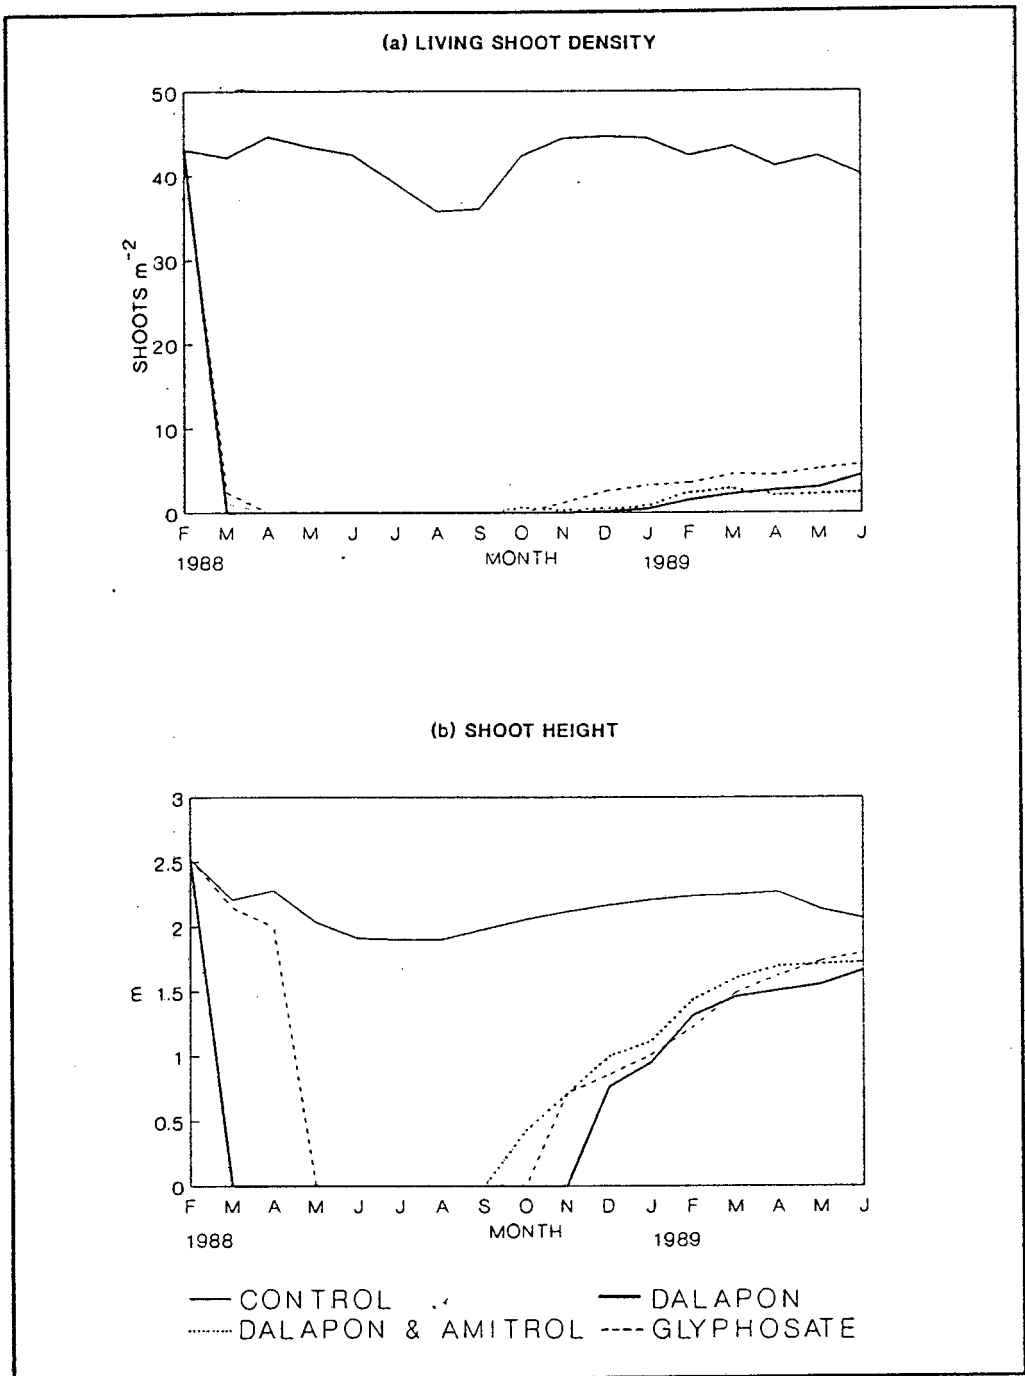 (a) LIVING SHOOT DENSITY
50
40
30
20
10
0
SHOOTS m-2
F M A M J J A S O N D J F M A M J
1988 MONTH 1989
(b) SHOOT HEIGHT
3
2.5
2
1.5
1
0.5
0
m
F M A M J J A S O N D J F M A M J
1988 MONTH 1989
CONTROL DALAPON
DALAPON & AMITROL GLYPHOSATE